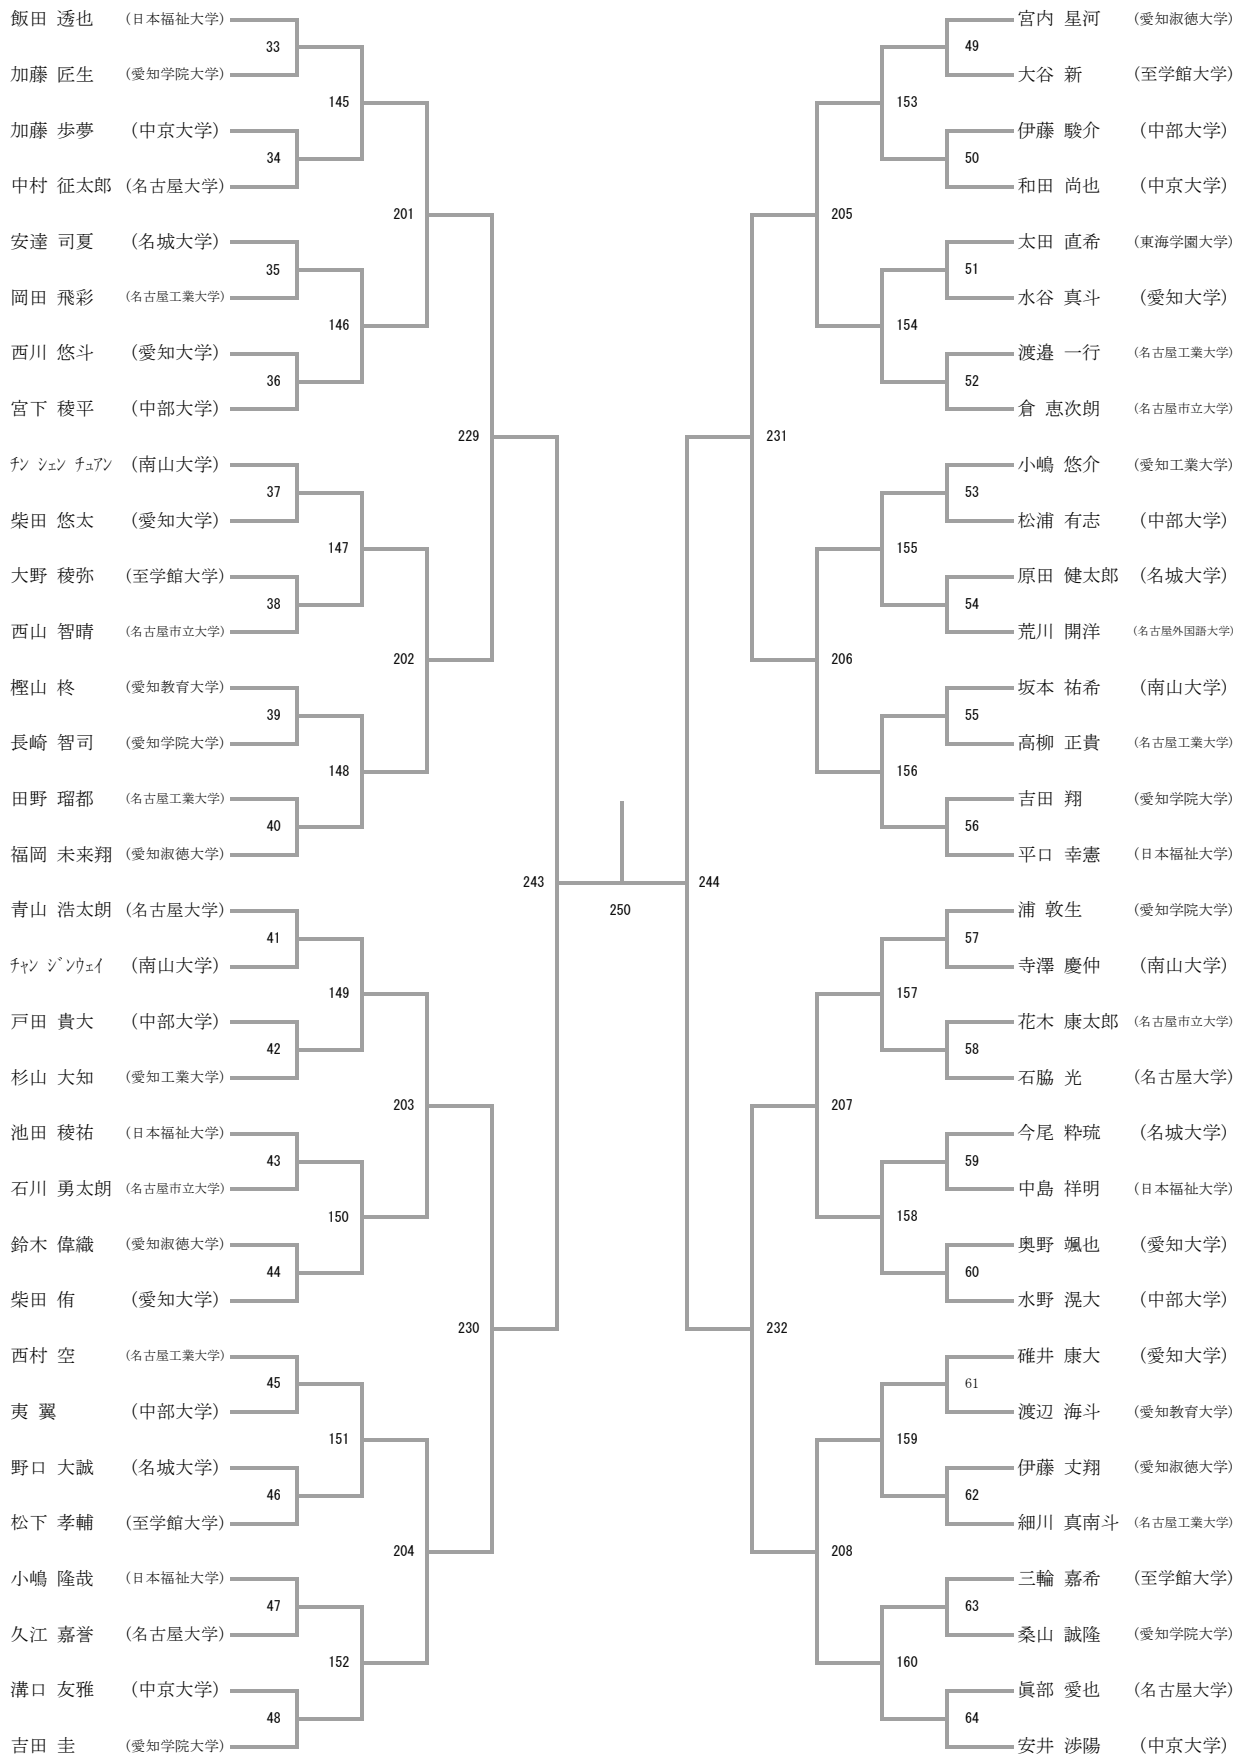 飯田 透也 (日本福祉大学)
33
加藤 匠生 (愛知学院大学)
145
加藤 歩夢 (中京大学)
34
中村 征太郎 (名古屋大学)
201
安達 司夏 (名城大学)
35
岡田 飛彩 (名古屋工業大学)
146
西川 悠斗 (愛知大学)
36
宮下 稜平 (中部大学)
229
ﾁﾝ ｼｪﾝ ﾁｭｱﾝ (南山大学)
37
柴田 悠太 (愛知大学)
147
大野 稜弥 (至学館大学)
38
西山 智晴 (名古屋市立大学)
202
樫山 柊 (愛知教育大学)
39
長崎 智司 (愛知学院大学)
148
田野 瑠都 (名古屋工業大学)
40
福岡 未来翔 (愛知淑徳大学)
243
青山 浩太朗 (名古屋大学)
41
ﾁｬﾝ ｼﾞﾝｳｪｲ (南山大学)
149
戸田 貴大 (中部大学)
42
杉山 大知 (愛知工業大学)
203
池田 稜祐 (日本福祉大学)
43
石川 勇太朗 (名古屋市立大学)
150
鈴木 偉織 (愛知淑徳大学)
44
柴田 侑 (愛知大学)
230
西村 空 (名古屋工業大学)
45
夷 翼 (中部大学)
151
野口 大誠 (名城大学)
46
松下 孝輔 (至学館大学)
204
小嶋 隆哉 (日本福祉大学)
47
久江 嘉誉 (名古屋大学)
152
溝口 友雅 (中京大学)
48
吉田 圭 (愛知学院大学)
250
宮内 星河 (愛知淑徳大学)
49
大谷 新 (至学館大学)
153
伊藤 駿介 (中部大学)
50
和田 尚也 (中京大学)
205
太田 直希 (東海学園大学)
51
水谷 真斗 (愛知大学)
154
渡邉 一行 (名古屋工業大学)
52
倉 恵次朗 (名古屋市立大学)
231
小嶋 悠介 (愛知工業大学)
53
松浦 有志 (中部大学)
155
原田 健太郎 (名城大学)
54
荒川 開洋 (名古屋外国語大学)
206
坂本 祐希 (南山大学)
55
高柳 正貴 (名古屋工業大学)
156
吉田 翔 (愛知学院大学)
56
平口 幸憲 (日本福祉大学)
244
浦 敦生 (愛知学院大学)
57
寺澤 慶仲 (南山大学)
157
花木 康太郎 (名古屋市立大学)
58
石脇 光 (名古屋大学)
207
今尾 粋琉 (名城大学)
59
中島 祥明 (日本福祉大学)
158
奥野 颯也 (愛知大学)
60
水野 滉大 (中部大学)
232
碓井 康大 (愛知大学)
61
渡辺 海斗 (愛知教育大学)
159
伊藤 丈翔 (愛知淑徳大学)
62
細川 真南斗 (名古屋工業大学)
208
三輪 嘉希 (至学館大学)
63
桑山 誠隆 (愛知学院大学)
160
眞部 愛也 (名古屋大学)
64
安井 渉陽 (中京大学)